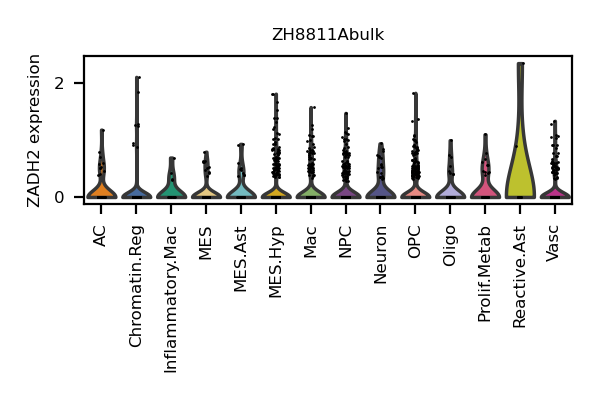 ZH8811Abulk
ZADH2 expression
2
0
AC
Chromatin.Reg
Inflammatory.Mac
MES
MES.Ast
MES.Hyp
Mac
NPC
Neuron
OPC
Oligo
Prolif.Metab
Reactive.Ast
Vasc